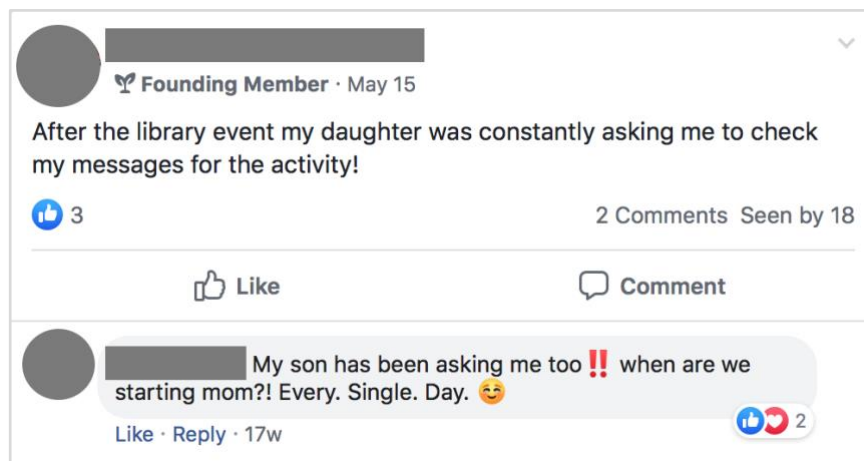 Founding Member · May 15
After the library event my daughter was constantly asking me to check
my messages for the activity!
3
2 Comments Seen by 18
Like
Comment
My son has been asking me too‼️ when are we
starting mom?! Every. Single. Day. ☺️
Like · Reply · 17w
2